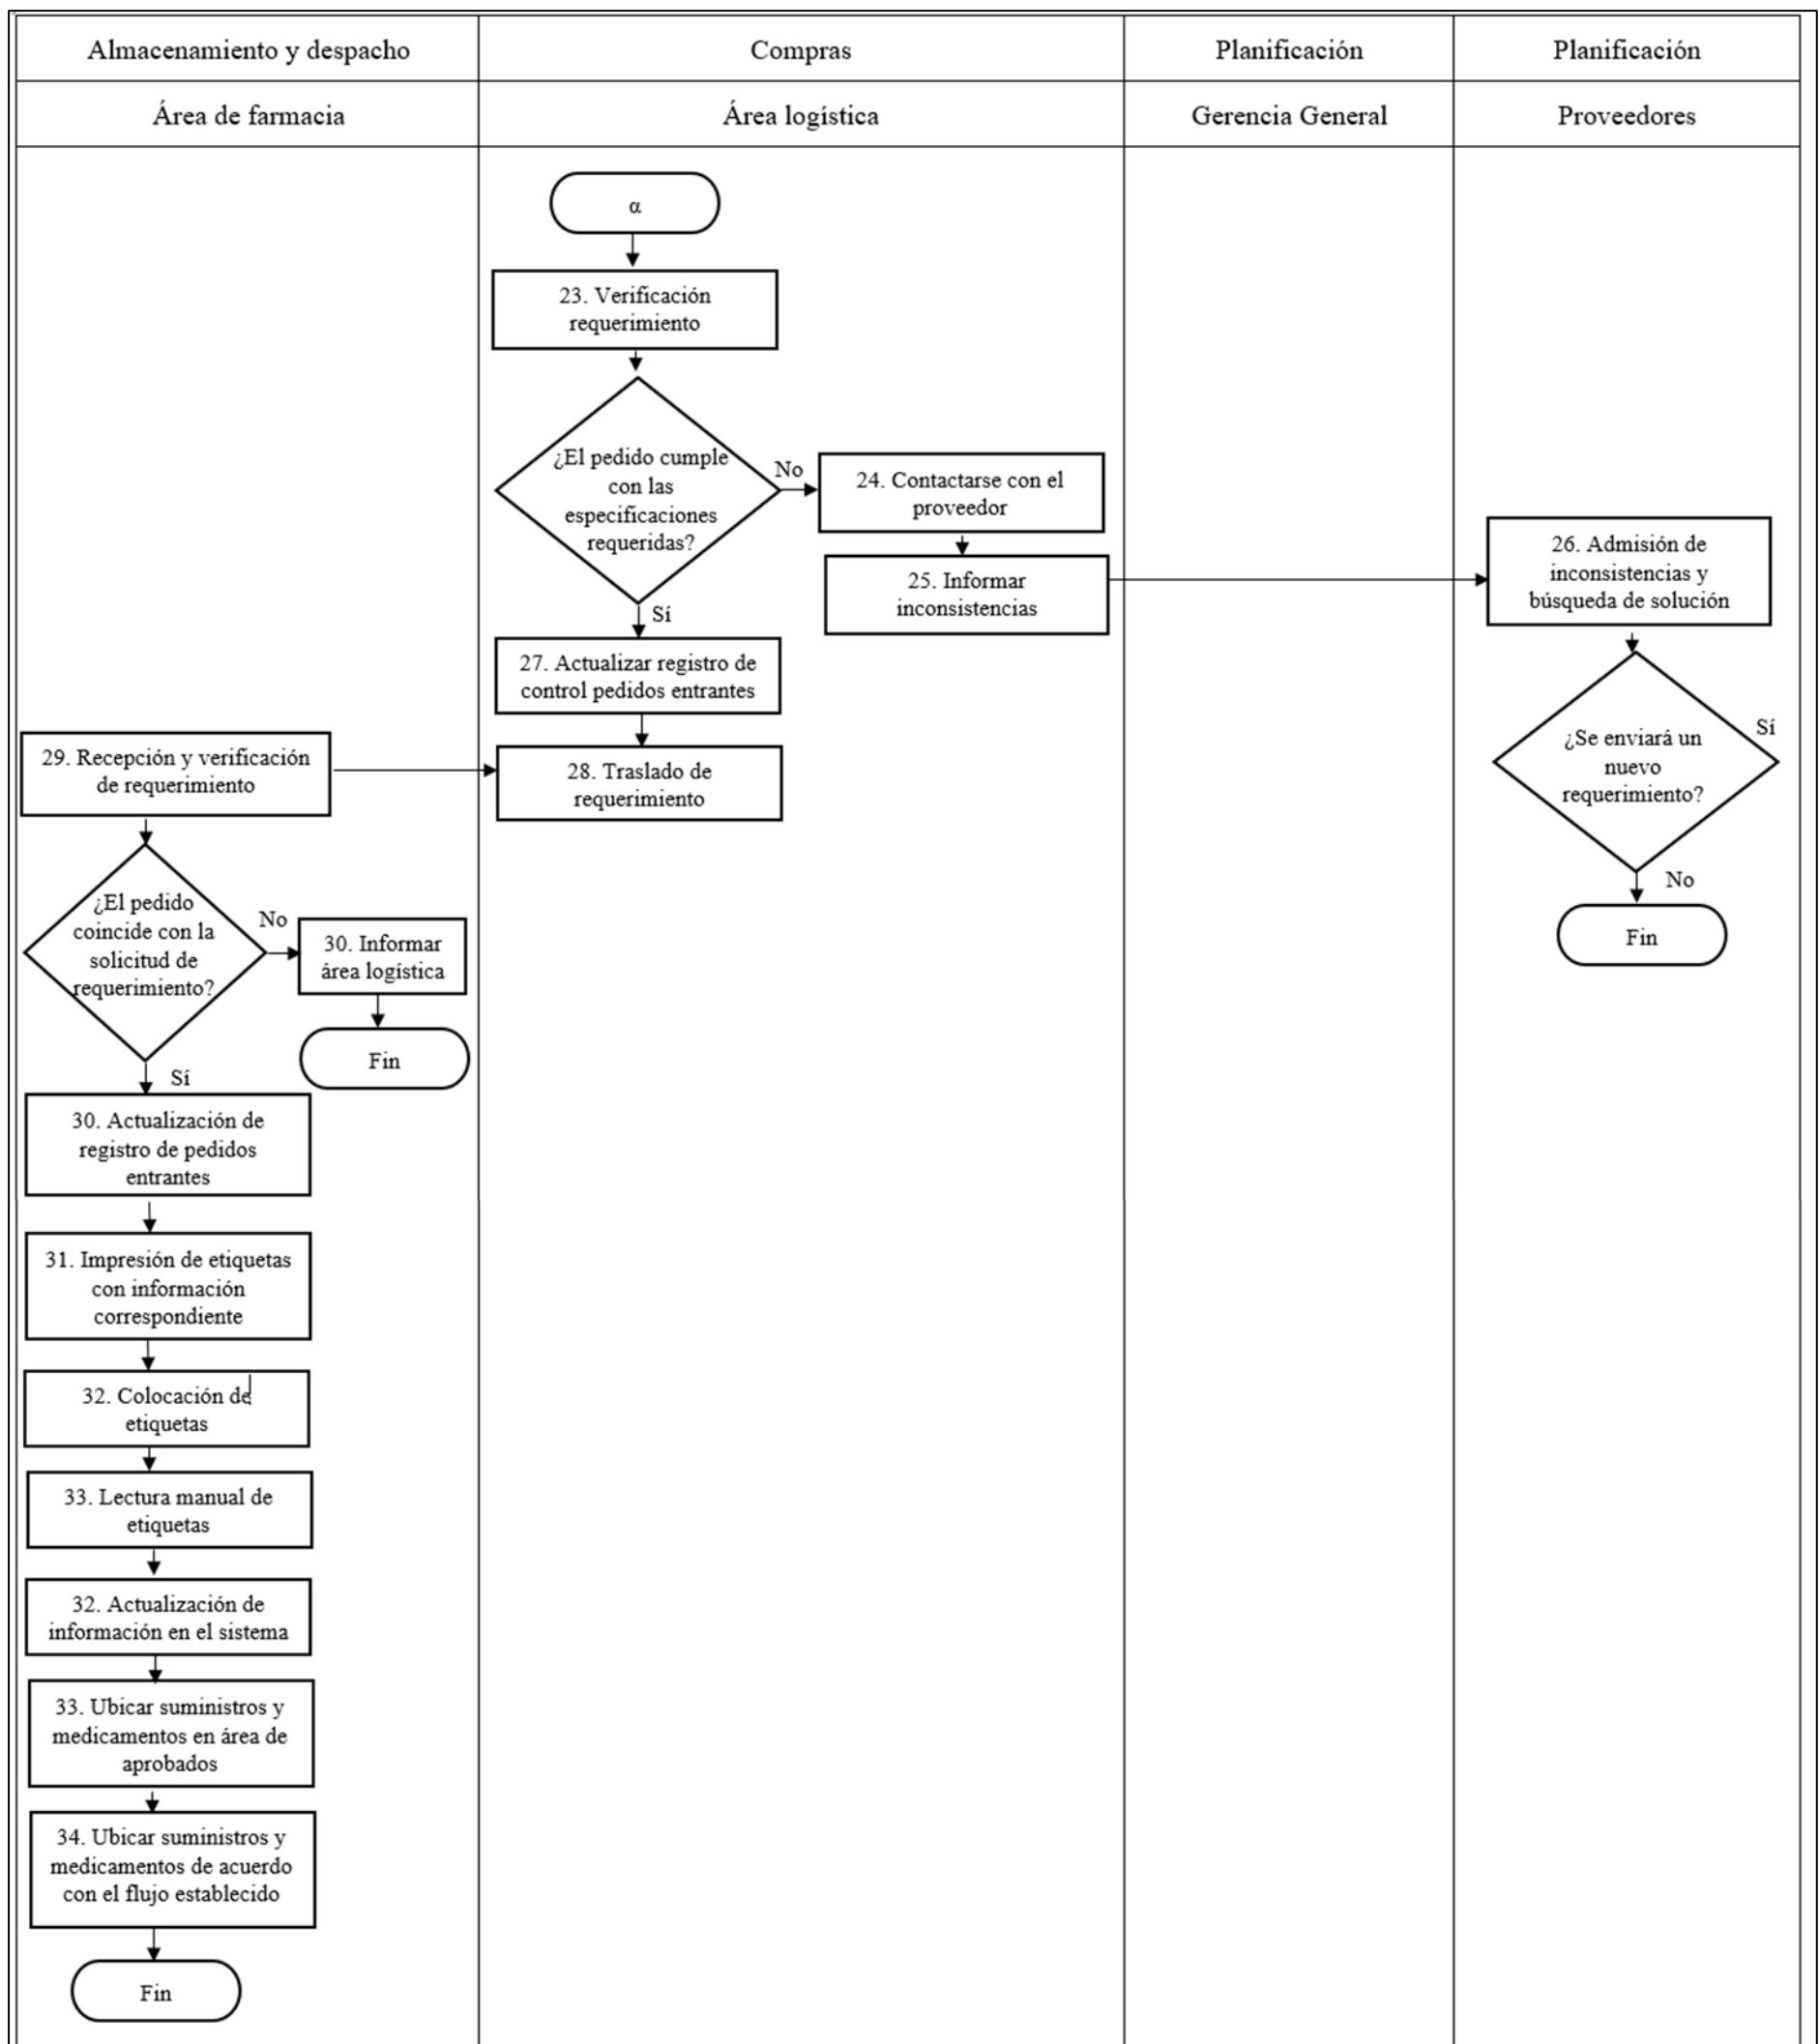 Almacenamiento y despacho
Compras
Planificación
Planificación
Área de farmacia
Área logística
Gerencia General
Proveedores
α
23. Verificación
requerimiento
¿El pedido cumple
con las
especificaciones
requeridas?
No
24. Contactarse con el
proveedor
25. Informar
inconsistencias
26. Admisión de
inconsistencias y
búsqueda de solución
Sí
27. Actualizar registro de
control pedidos entrantes
¿Se enviará un
nuevo
requerimiento?
Sí
No
Fin
28. Traslado de
requerimiento
29. Recepción y verificación
de requerimiento
¿El pedido
coincide con la
solicitud de
requerimiento?
No
30. Informar
área logística
Fin
Sí
30. Actualización de
registro de pedidos
entrantes
31. Impresión de etiquetas
con información
correspondiente
32. Colocación de
etiquetas
33. Lectura manual de
etiquetas
32. Actualización de
información en el sistema
33. Ubicar suministros y
medicamentos en área de
aprobados
34. Ubicar suministros y
medicamentos de acuerdo
con el flujo establecido
Fin